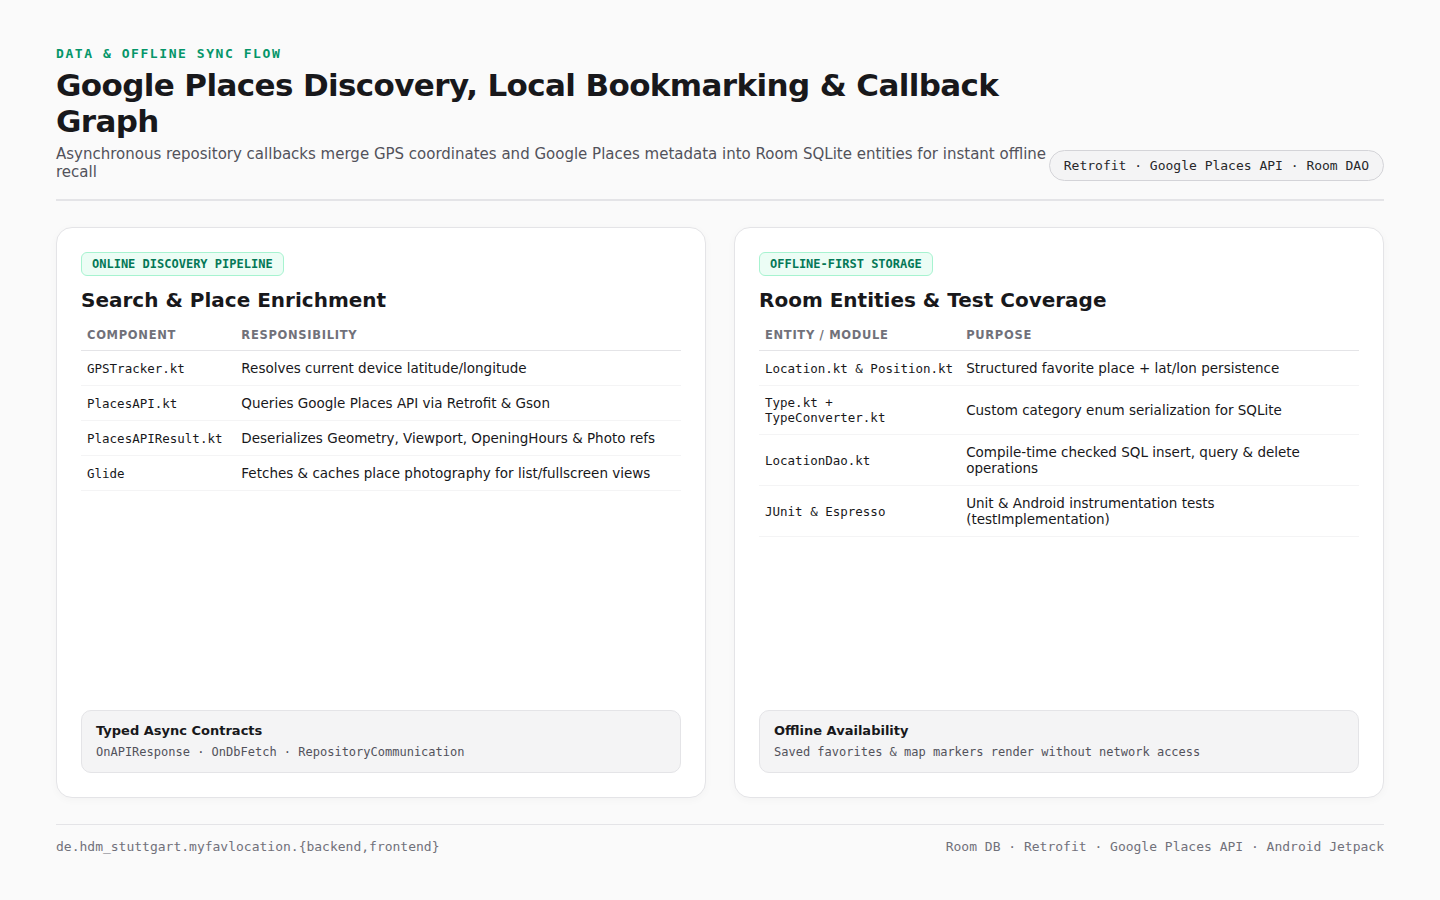 DATA & OFFLINE SYNC FLOW
Google Places Discovery, Local Bookmarking & Callback
Graph
Asynchronous repository callbacks merge GPS coordinates and Google Places metadata into Room SQLite entities for instant offline
recall
Retrofit · Google Places API · Room DAO
ONLINE DISCOVERY PIPELINE
Search & Place Enrichment
COMPONENT RESPONSIBILITY
GPSTracker.kt Resolves current device latitude/longitude
PlacesAPI.kt Queries Google Places API via Retrofit & Gson
PlacesAPIResult.kt Deserializes Geometry, Viewport, OpeningHours & Photo refs
Glide Fetches & caches place photography for list/fullscreen views
Typed Async Contracts
OnAPIResponse · OnDbFetch · RepositoryCommunication
OFFLINE-FIRST STORAGE
Room Entities & Test Coverage
ENTITY / MODULE PURPOSE
Location.kt & Position.kt Structured favorite place + lat/lon persistence
Type.kt +
TypeConverter.kt
Custom category enum serialization for SQLite
LocationDao.kt
Compile-time checked SQL insert, query & delete
operations
JUnit & Espresso
Unit & Android instrumentation tests
(testImplementation)
Offline Availability
Saved favorites & map markers render without network access
de.hdm_stuttgart.myfavlocation.{backend,frontend}
Room DB · Retrofit · Google Places API · Android Jetpack